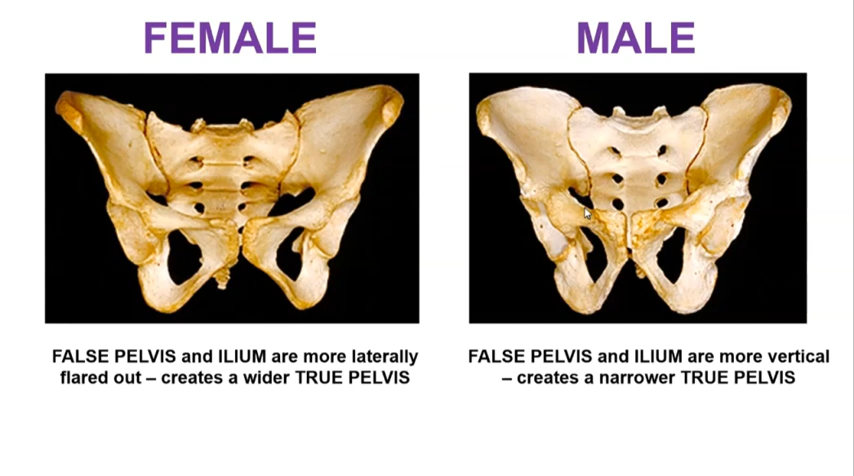 FEMALE
MALE
FALSE PELVIS and ILIUM are more laterally
flared out – creates a wider TRUE PELVIS
FALSE PELVIS and ILIUM are more vertical
– creates a narrower TRUE PELVIS